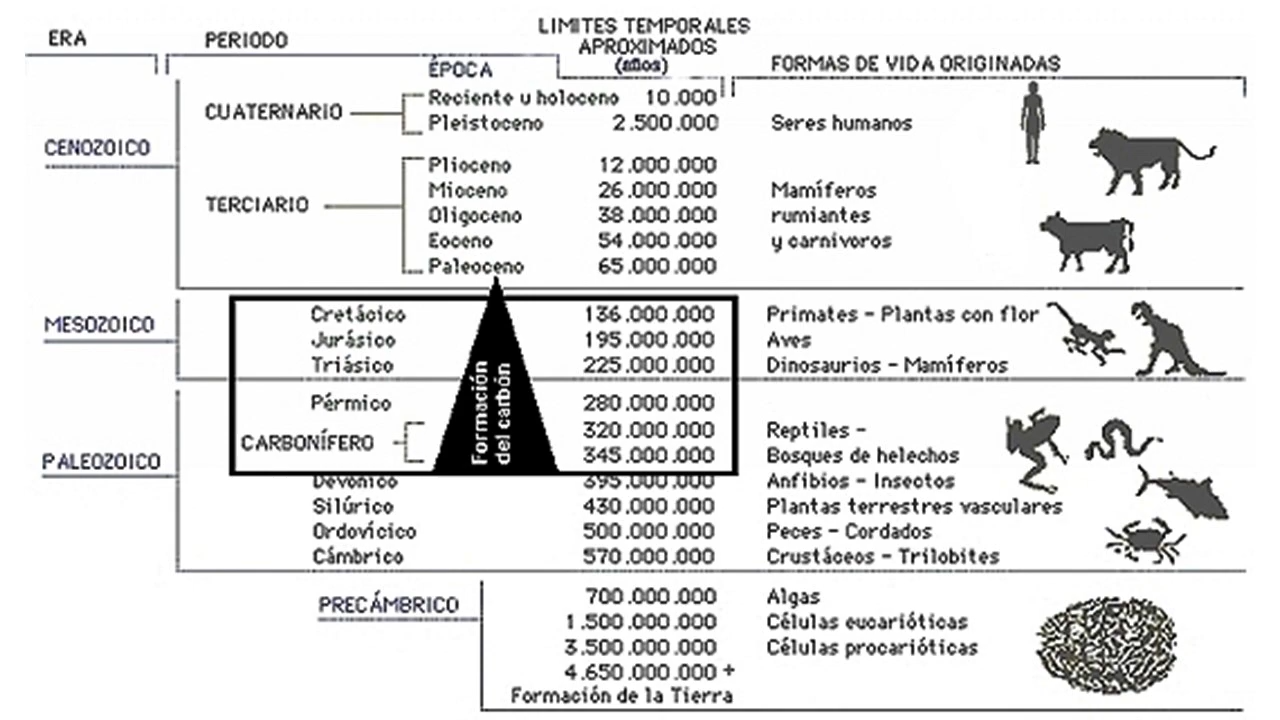 LIMITES TEMPORALES
ERA PERIODO APROXIMADOS
ÉPOCA (años) FORMAS DE VIDA ORIGINADAS
Reciente u holoceno 10.000
CUATERNARIO
Pleistoceno 2.500.000 Seres humanos
CENOZOICO
Plioceno 12.000.000
Mioceno 26.000.000 Mamíferos
TERCIARIO
Oligoceno 38.000.000 rumiantes
Eoceno 54.000.000 y carnívoros
Paleoceno 65.000.000
Cretácico 136.000.000 Primates - Plantas con flor
MESOZOICO
Jurásico 195.000.000 Aves
Triásico 225.000.000 Dinosaurios - Mamíferos
Formación
del carbón
Pérmico 280.000.000
320.000.000 Reptiles -
CARBONÍFERO
345.000.000 Bosques de helechos
PALEOZOICO
Devónico 395.000.000 Anfibios - Insectos
Silúrico 430.000.000 Plantas terrestres vasculares
Ordovícico 500.000.000 Peces - Cordados
Cámbrico 570.000.000 Crustáceos - Trilobites
PRECÁMBRICO 700.000.000 Algas
1.500.000.000 Células eucarióticas
3.500.000.000 Células procarióticas
4.650.000.000 +
Formación de la Tierra